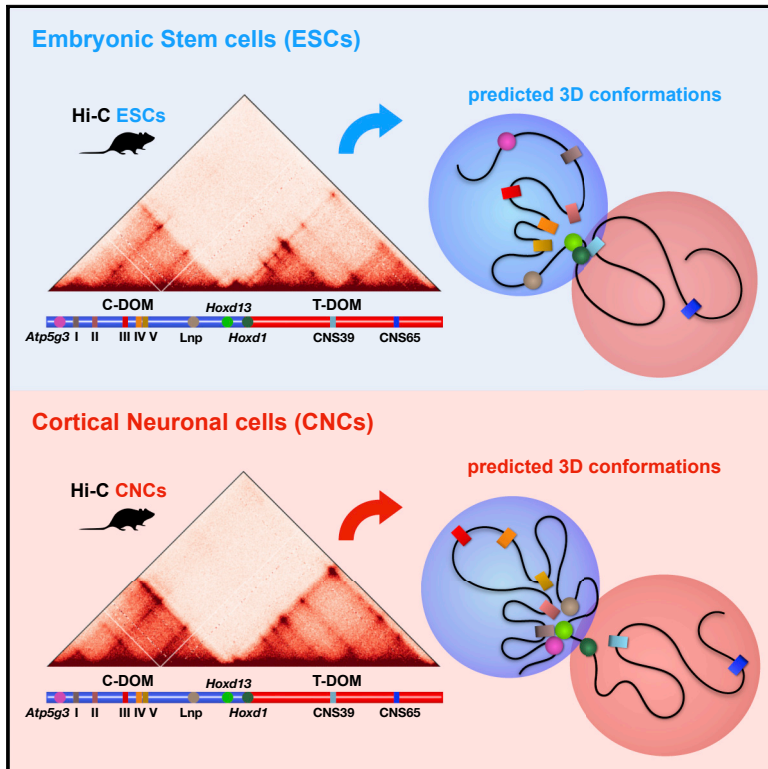 Embryonic Stem cells (ESCs)
Hi-C ESCs
predicted 3D conformations
C-DOM Hoxd13 T-DOM
Atp5g3 I II III IV V Lnp Hoxd1 CNS39 CNS65
Cortical Neuronal cells (CNCs)
Hi-C CNCs
predicted 3D conformations
C-DOM Hoxd13 T-DOM
Atp5g3 I II III IV V Lnp Hoxd1 CNS39 CNS65